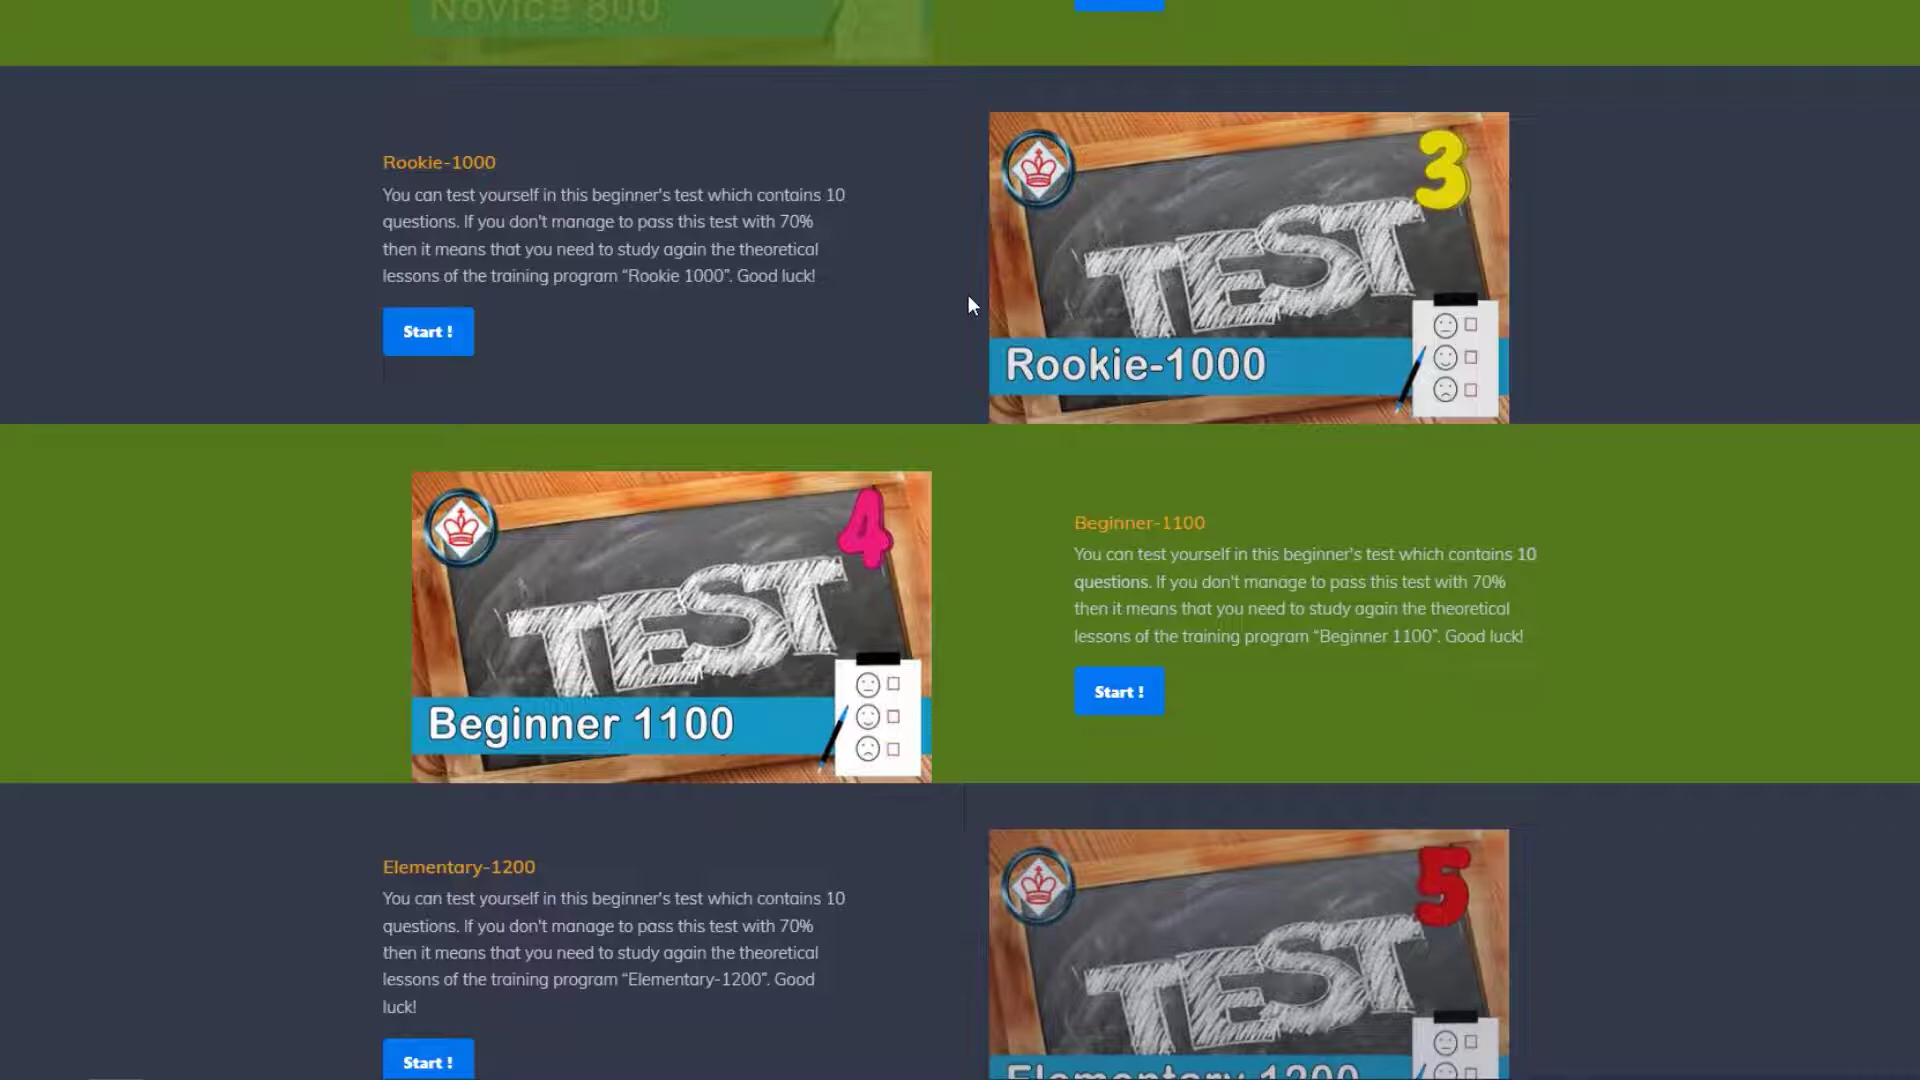 Novice 800
Rookie-1000
You can test yourself in this beginner's test which contains 10
questions. If you don't manage to pass this test with 70%
then it means that you need to study again the theoretical
lessons of the training program “Rookie 1000”. Good luck!
Start !
3
TEST
Rookie-1000
4
TEST
Beginner 1100
Beginner-1100
You can test yourself in this beginner's test which contains 10
questions. If you don't manage to pass this test with 70%
then it means that you need to study again the theoretical
lessons of the training program “Beginner 1100”. Good luck!
Start !
Elementary-1200
You can test yourself in this beginner's test which contains 10
questions. If you don't manage to pass this test with 70%
then it means that you need to study again the theoretical
lessons of the training program “Elementary-1200”. Good
luck!
Start !
5
TEST
Elementary 1200